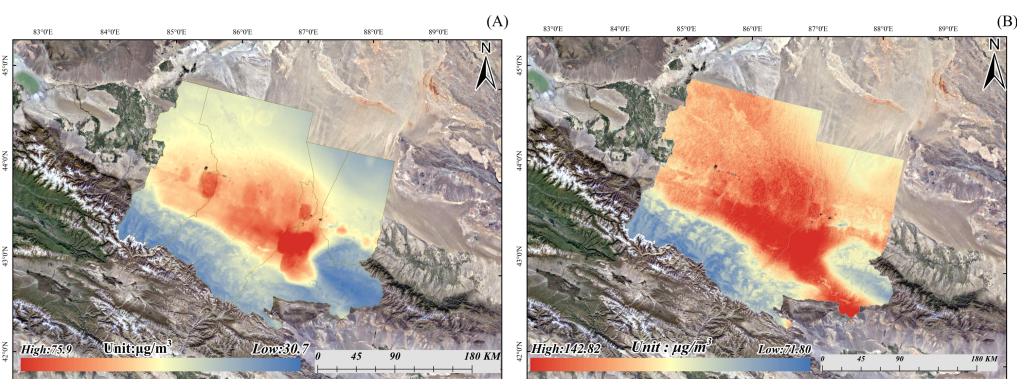 (A)
83°0'E 84°0'E 85°0'E 86°0'E 87°0'E 88°0'E 89°0'E
N
45°0'N
44°0'N
43°0'N
42°0'N
High:75.9 Unit:µg/m³ Low:30.7
0 45 90 180 KM
(B)
83°0'E 84°0'E 85°0'E 86°0'E 87°0'E 88°0'E 89°0'E
N
45°0'N
44°0'N
43°0'N
42°0'N
High:142.82 Unit : µg/m³ Low:71.80
0 45 90 180 KM